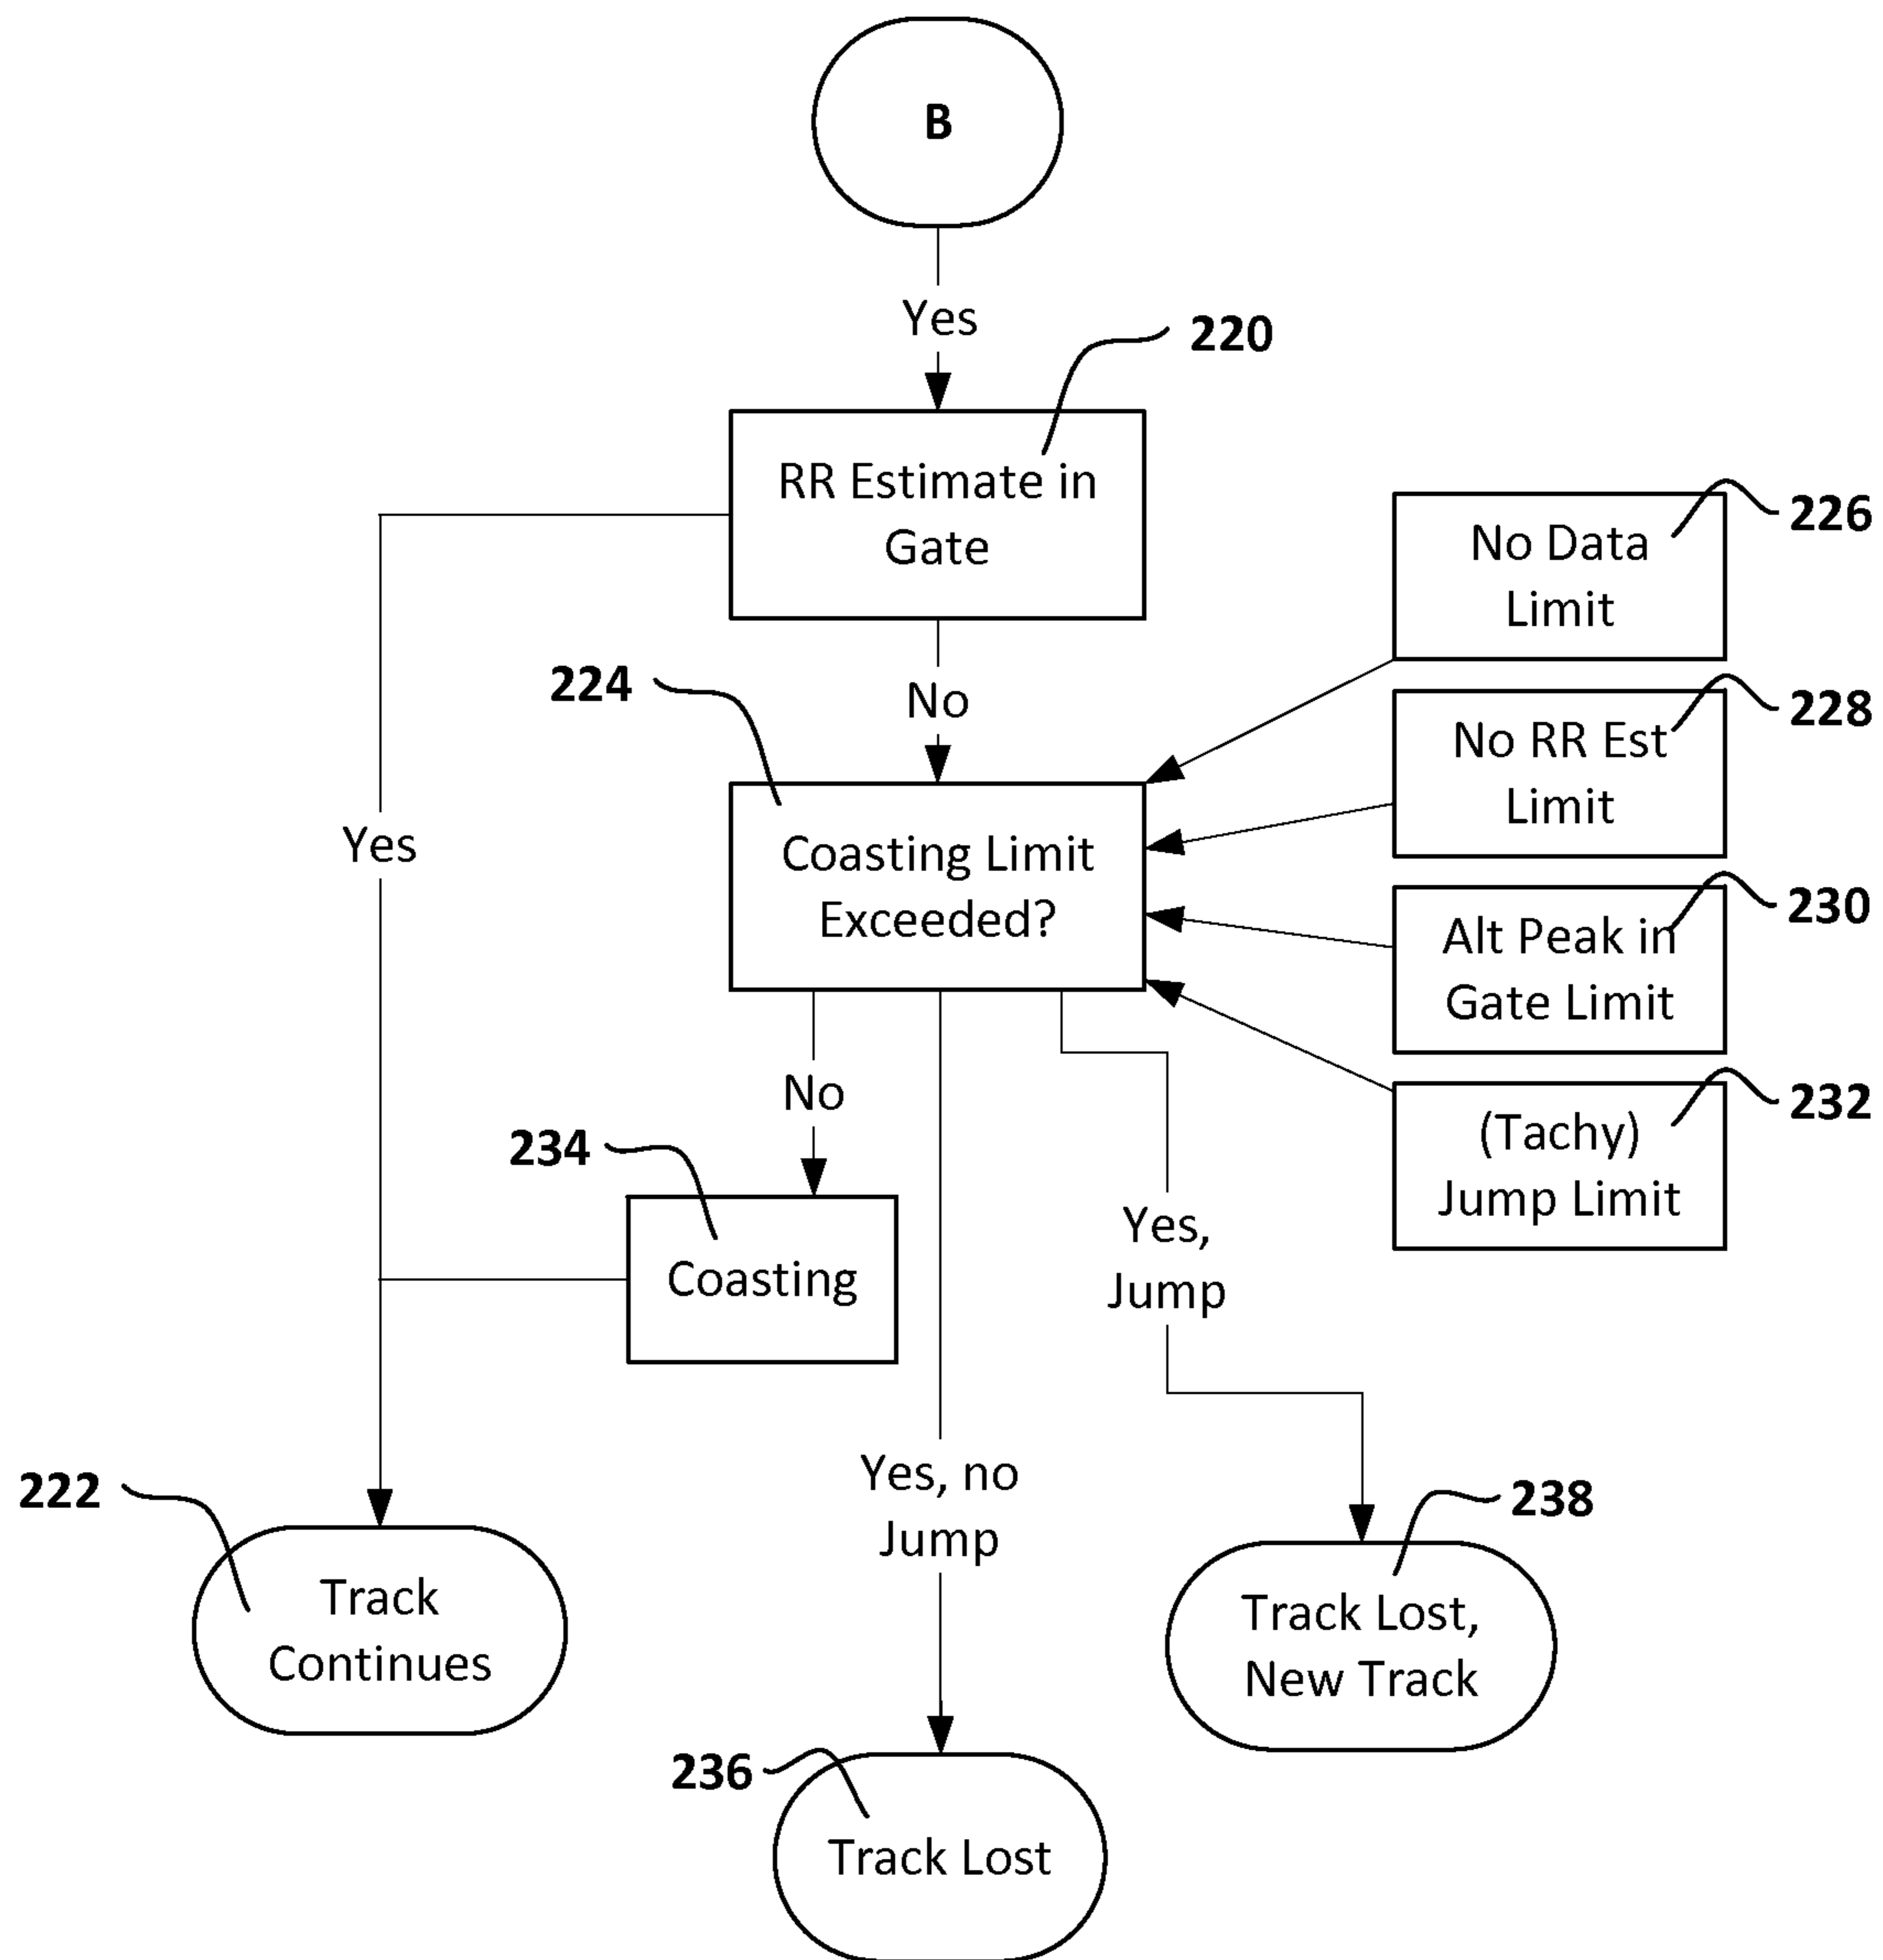 B
Yes
220
RR Estimate in
Gate
226
No Data
Limit
224
No
228
No RR Est
Limit
Yes
Coasting Limit
Exceeded?
230
Alt Peak in
Gate Limit
No
232
(Tachy)
Jump Limit
234
Coasting
Yes,
Jump
222
Yes, no
Jump
238
Track
Continues
Track Lost,
New Track
236
Track Lost